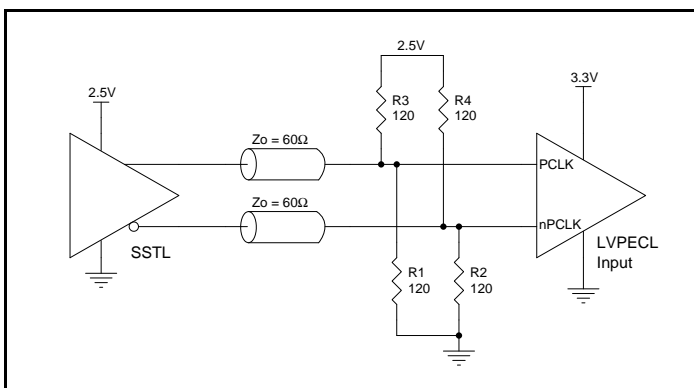 2.5V
2.5V
3.3V
R3
120
R4
120
Zo = 60Ω
PCLK
Zo = 60Ω
nPCLK
SSTL
LVPECL
Input
R1
120
R2
120